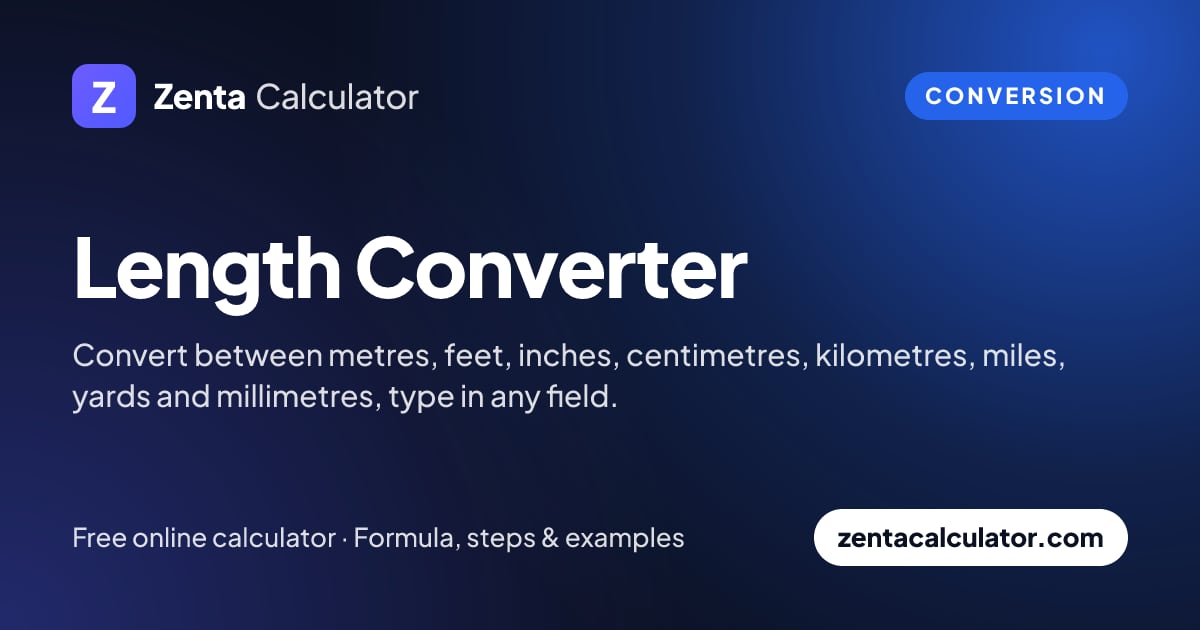 Z
Zenta Calculator
CONVERSION
Length Converter
Convert between metres, feet, inches, centimetres, kilometres, miles,
yards and millimetres, type in any field.
Free online calculator · Formula, steps & examples
zentacalculator.com